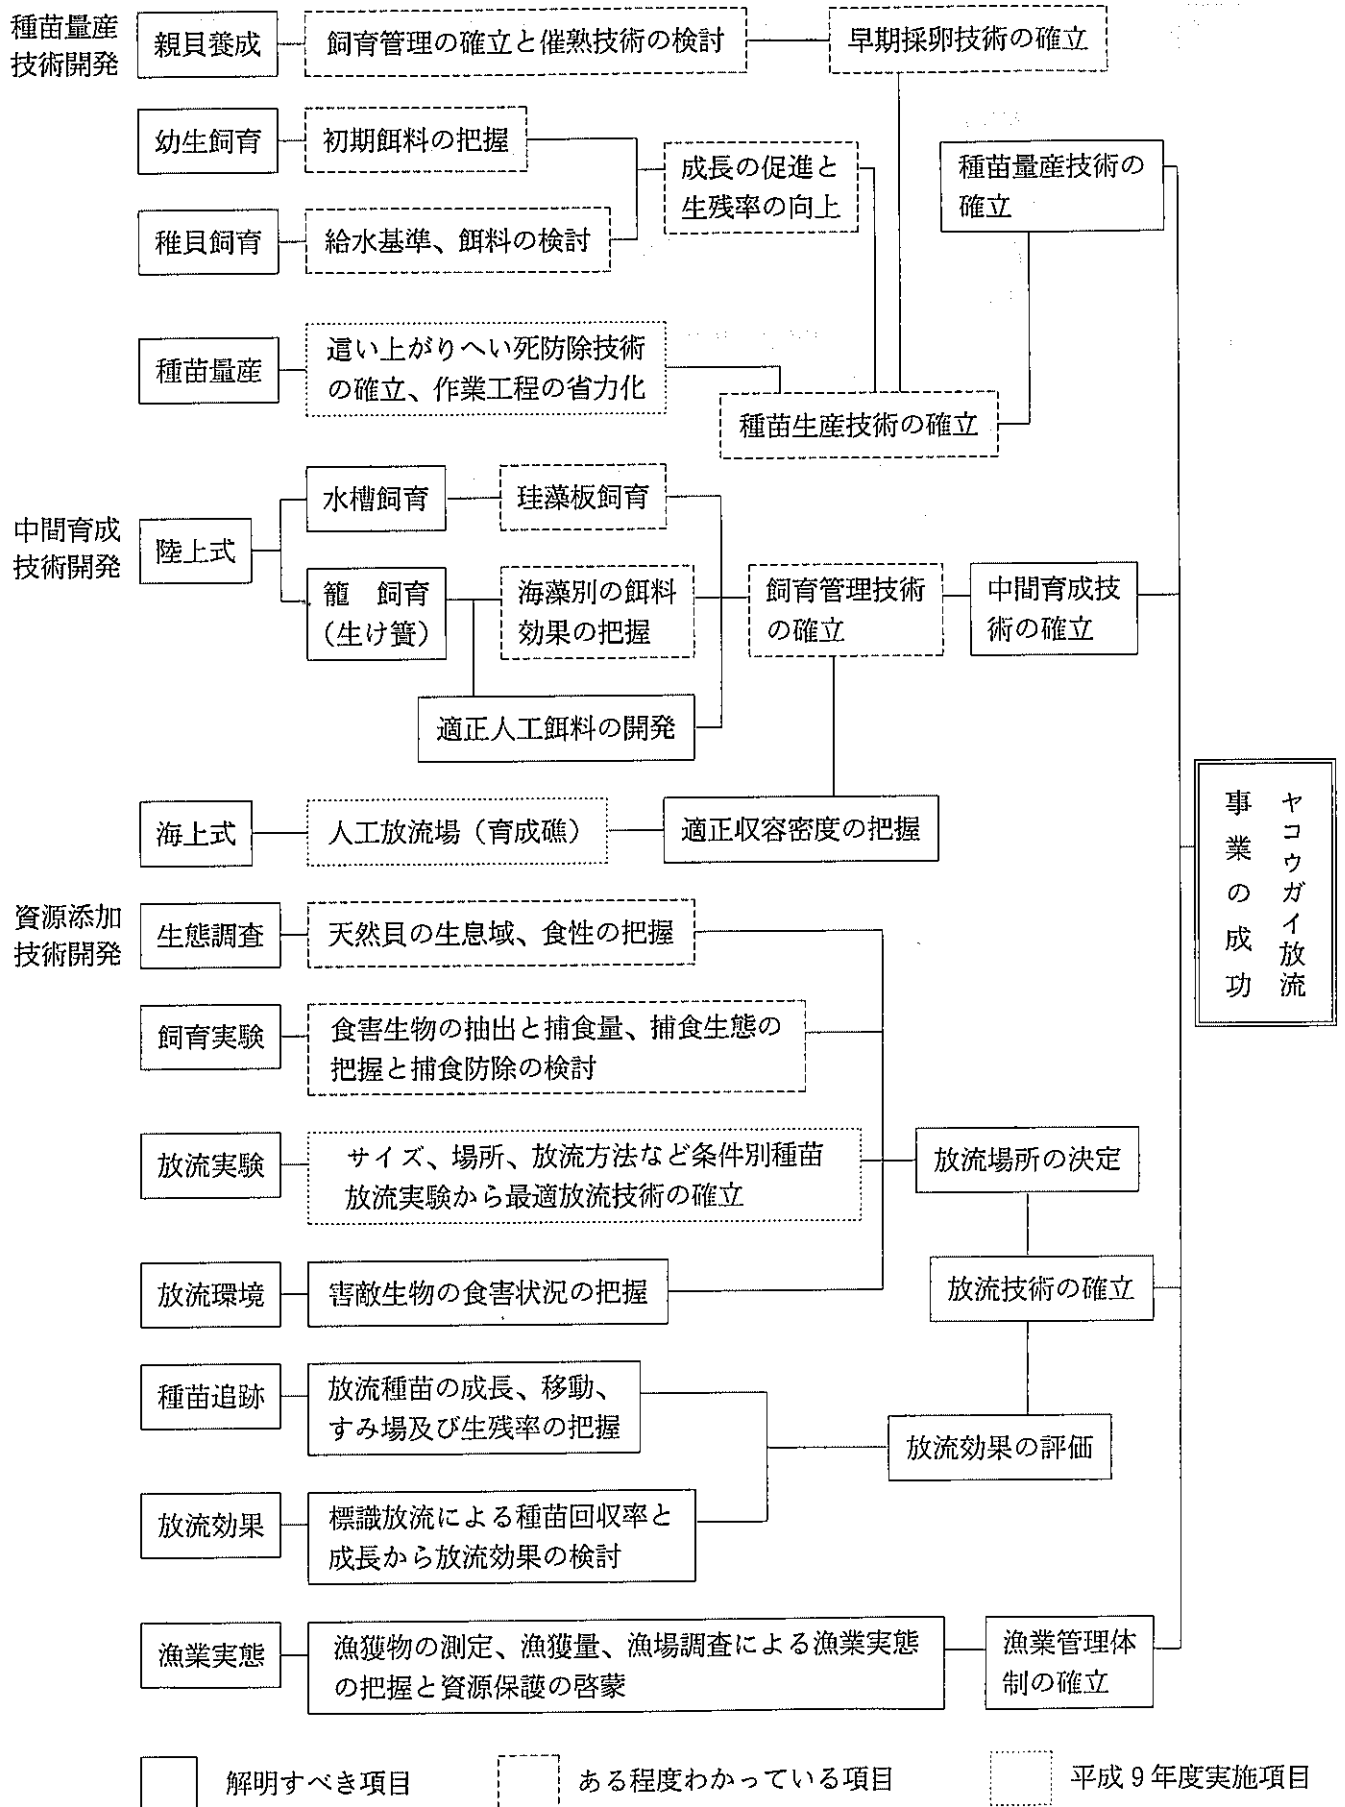 種苗量産
技術開発
親貝養成
飼育管理の確立と催熟技術の検討
早期採卵技術の確立
幼生飼育
初期餌料の把握
成長の促進と
生残率の向上
種苗量産技術の
確立
稚貝飼育
給水基準、餌料の検討
種苗量産
這い上がりへい死防除技術
の確立、作業工程の省力化
種苗生産技術の確立
中間育成
技術開発
陸上式
水槽飼育
珪藻板飼育
籠 飼育
（生け簀）
海藻別の餌料
効果の把握
飼育管理技術
の確立
中間育成技
術の確立
適正人工餌料の開発
海上式
人工放流場（育成礁）
適正収容密度の把握
ヤコウガイ放流
事業の成功
資源添加
技術開発
生態調査
天然貝の生息域、食性の把握
飼育実験
食害生物の抽出と捕食量、捕食生態の
把握と捕食防除の検討
放流実験
サイズ、場所、放流方法など条件別種苗
放流実験から最適放流技術の確立
放流場所の決定
放流環境
害敵生物の食害状況の把握
放流技術の確立
種苗追跡
放流種苗の成長、移動、
すみ場及び生残率の把握
放流効果の評価
放流効果
標識放流による種苗回収率と
成長から放流効果の検討
漁業実態
漁獲物の測定、漁獲量、漁場調査による漁業実態
の把握と資源保護の啓蒙
漁業管理体
制の確立
解明すべき項目
ある程度わかっている項目
平成９年度実施項目